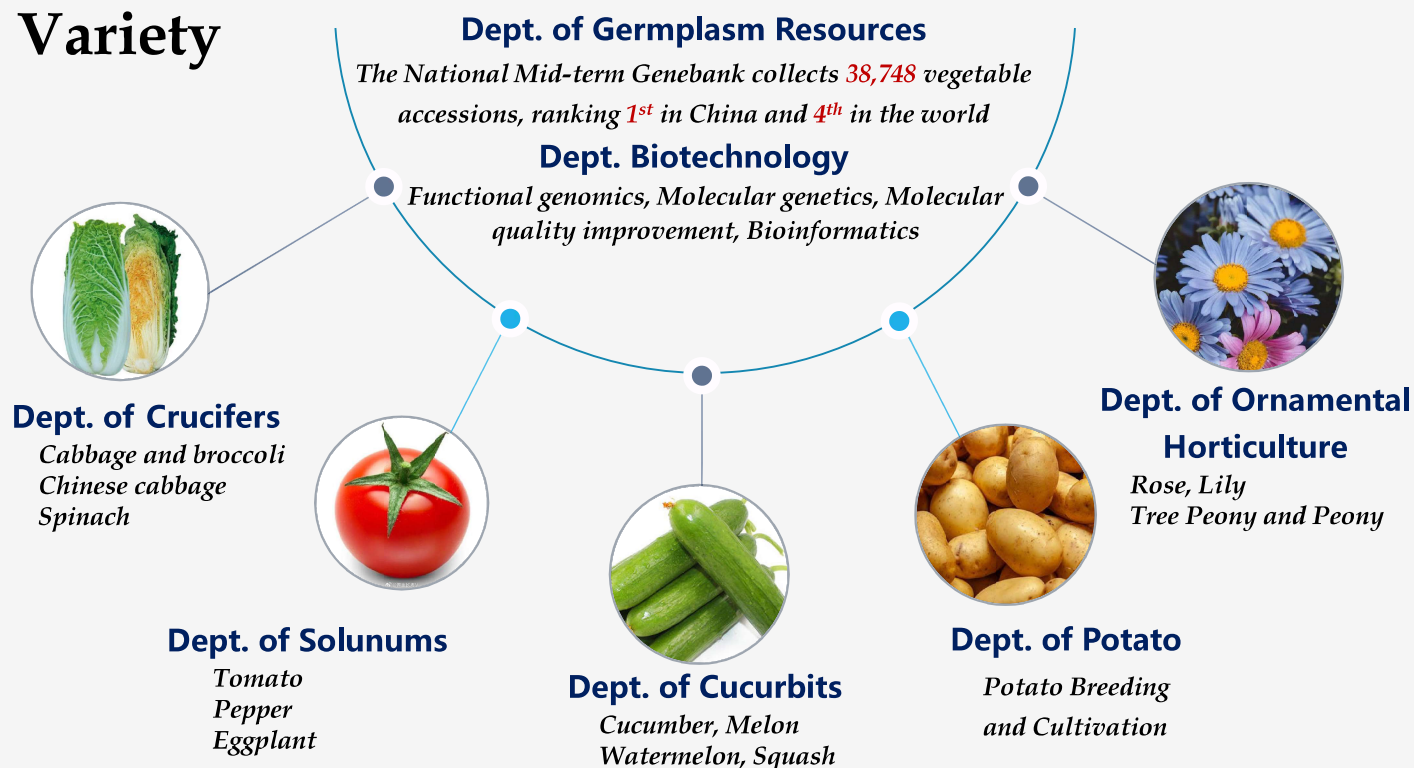 Variety
Dept. of Germplasm Resources
The National Mid-term Genebank collects 38,748 vegetable
accessions, ranking 1st in China and 4th in the world
Dept. Biotechnology
Functional genomics, Molecular genetics, Molecular
quality improvement, Bioinformatics
Dept. of Crucifers
Cabbage and broccoli
Chinese cabbage
Spinach
Dept. of Solunums
Tomato
Pepper
Eggplant
Dept. of Cucurbits
Cucumber, Melon
Watermelon, Squash
Dept. of Potato
Potato Breeding
and Cultivation
Dept. of Ornamental
Horticulture
Rose, Lily
Tree Peony and Peony